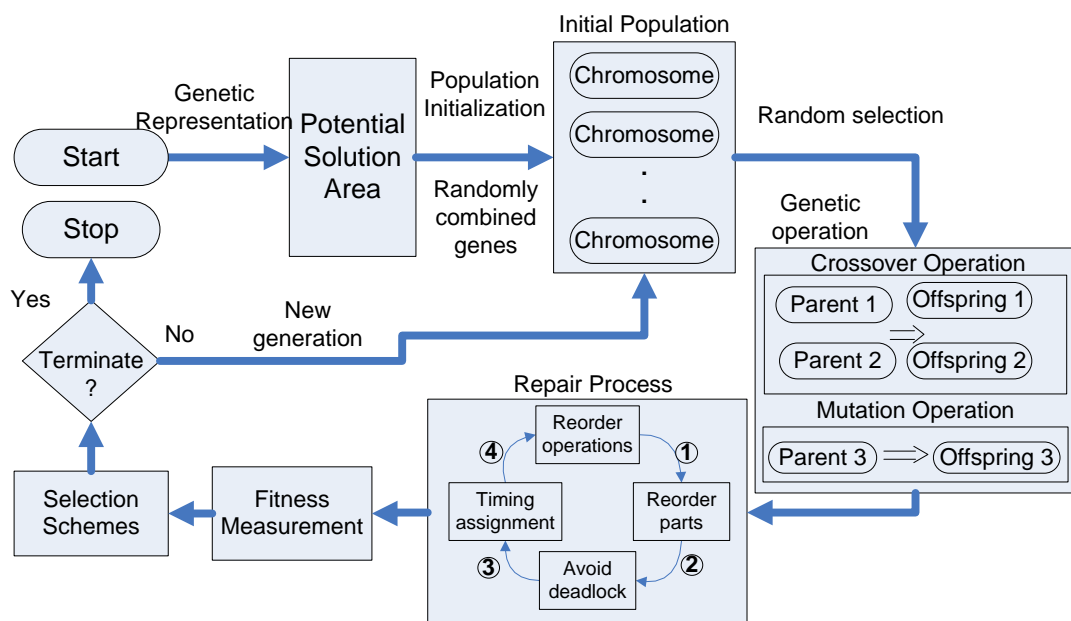 Initial Population
Chromosome
Chromosome
.
.
Chromosome
Genetic
Representation
Start
Potential
Solution
Area
Population
Initialization
Randomly
combined
genes
Random selection
Genetic
operation
Crossover Operation
Parent 1
Offspring 1
Parent 2
Offspring 2
Mutation Operation
Parent 3
Offspring 3
Stop
Yes
Terminate
?
No
New
generation
Repair Process
Reorder
operations
①
Reorder
parts
②
Avoid
deadlock
③
Timing
assignment
④
Fitness
Measurement
Selection
Schemes